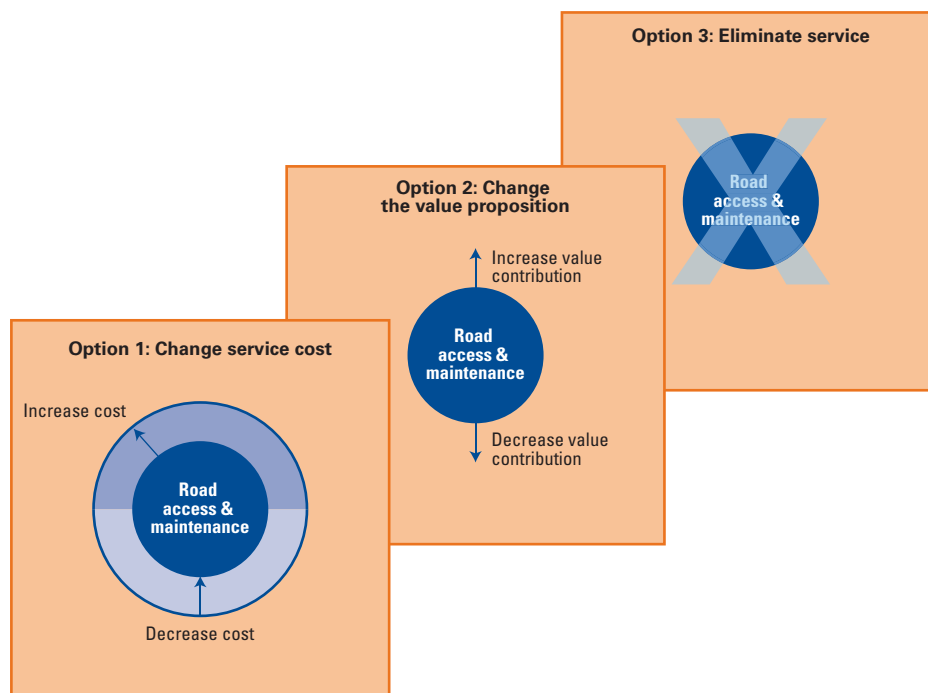 Option 1: Change service cost
Increase cost
Road
access &
maintenance
Decrease cost
Option 2: Change
the value proposition
Increase value
contribution
Road
access &
maintenance
Decrease value
contribution
Option 3: Eliminate service
Road
access &
maintenance